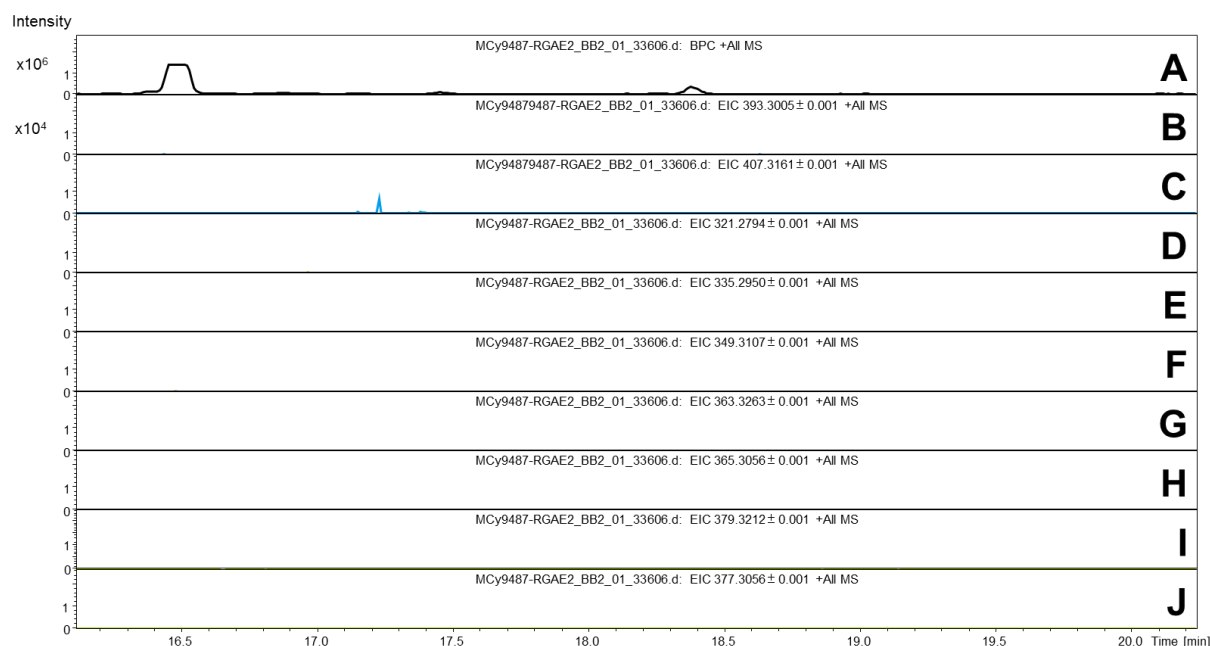 Intensity
MCy9487-RGAE2_BB2_01_33606.d: BPC +All MS
x10⁶
1
0
A
MCy94879487-RGAE2_BB2_01_33606.d: EIC 393.3005 ± 0.001 +All MS
x10⁴
1
0
B
MCy94879487-RGAE2_BB2_01_33606.d: EIC 407.3161 ± 0.001 +All MS
1
0
C
MCy9487-RGAE2_BB2_01_33606.d: EIC 321.2794 ± 0.001 +All MS
1
0
D
MCy9487-RGAE2_BB2_01_33606.d: EIC 335.2950 ± 0.001 +All MS
1
0
E
MCy9487-RGAE2_BB2_01_33606.d: EIC 349.3107 ± 0.001 +All MS
1
0
F
MCy9487-RGAE2_BB2_01_33606.d: EIC 363.3263 ± 0.001 +All MS
1
0
G
MCy9487-RGAE2_BB2_01_33606.d: EIC 365.3056 ± 0.001 +All MS
1
0
H
MCy9487-RGAE2_BB2_01_33606.d: EIC 379.3212 ± 0.001 +All MS
1
0
I
MCy9487-RGAE2_BB2_01_33606.d: EIC 377.3056 ± 0.001 +All MS
1
0
J
16.5 17.0 17.5 18.0 18.5 19.0 19.5 20.0 Time [min]